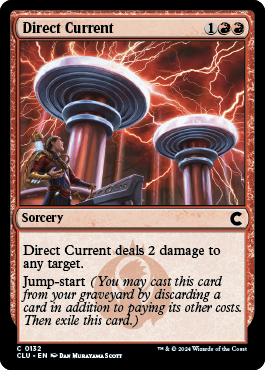 Direct Current 1
Sorcery
Direct Current deals 2 damage to
any target.
Jump-start (You may cast this card
from your graveyard by discarding a
card in addition to paying its other costs.
Then exile this card.)
C 0132
CLU • EN Dan Murayama Scott
™ & © 2024 Wizards of the Coast